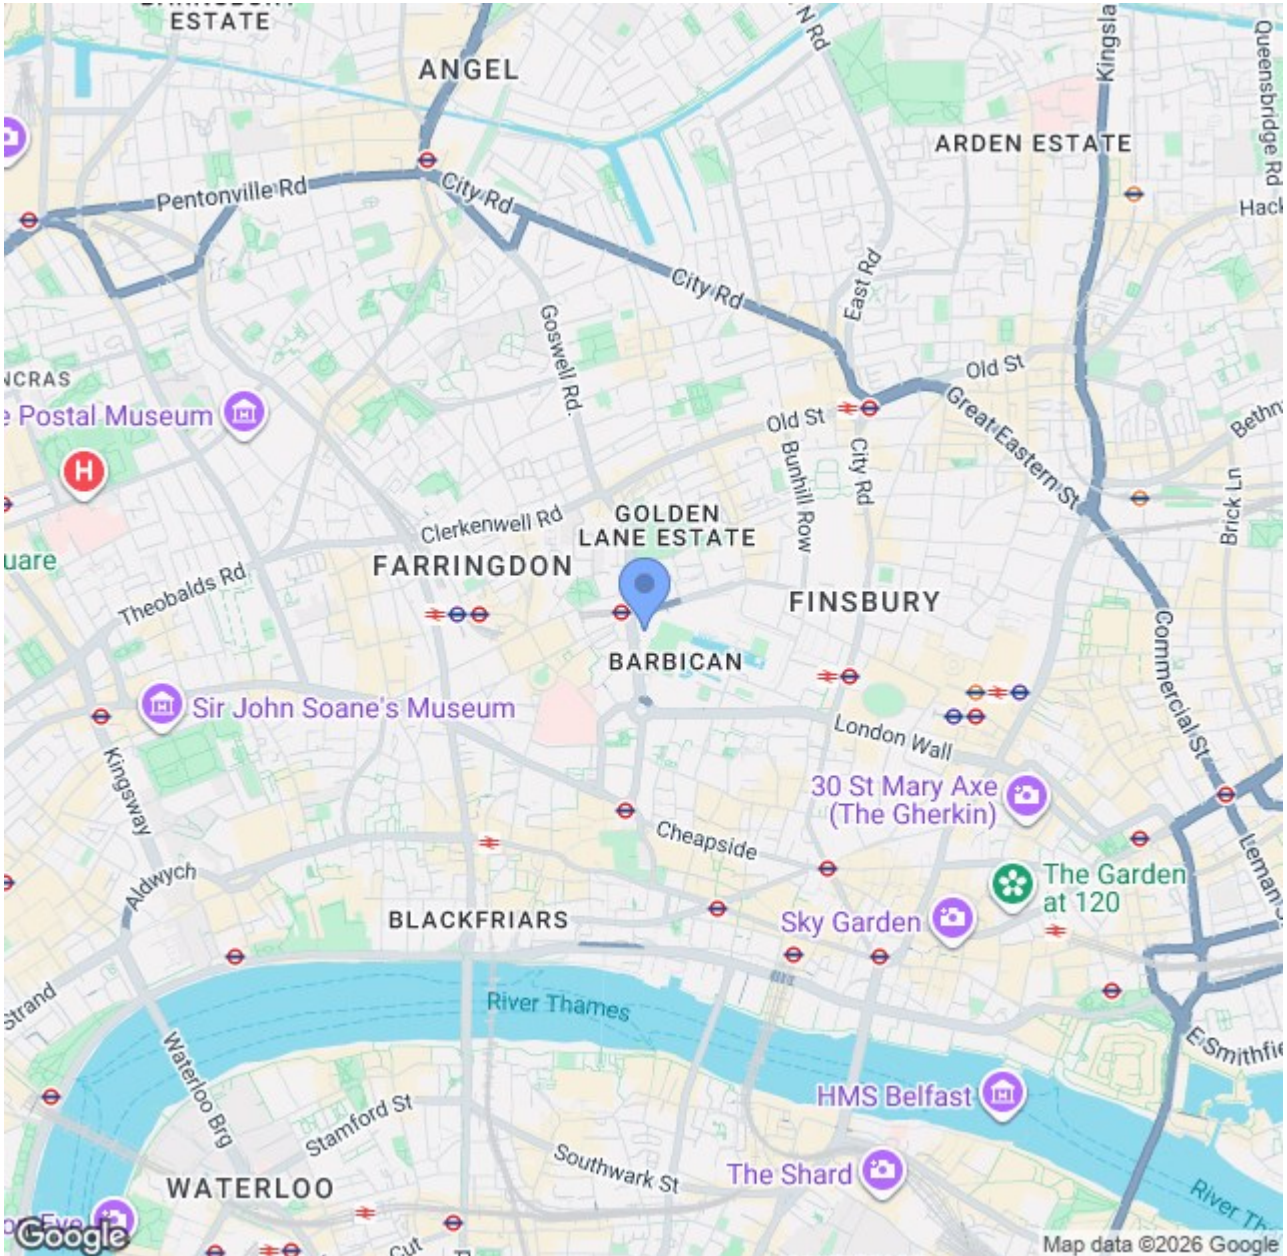 ESTATE
ANGEL
N Rd
Kingsla
Queensbridge Rd
ARDEN ESTATE
Pentonville Rd
City Rd
Hack
City Rd
East Rd
Goswell Rd.
NCRAS
Old St
e Postal Museum
Old St
Great Eastern St
Bethn
H
Bunhill Row
City Rd
Brick Ln
Clerkenwell Rd
GOLDEN
LANE ESTATE
uare
FARRINGDON
Theobalds Rd
FINSBURY
BARBICAN
Commercial St
Sir John Soane's Museum
London Wall
Kingsway
30 St Mary Axe
(The Gherkin)
Cheapside
Leman
Aldwych
The Garden
at 120
BLACKFRIARS
Sky Garden
Strand
River Thames
E Smithfie
Waterloo Brg
HMS Belfast
Stamford St
Southwark St
The Shard
WATERLOO
River Th
on Eye
Cut
Google
Map data ©2026 Google